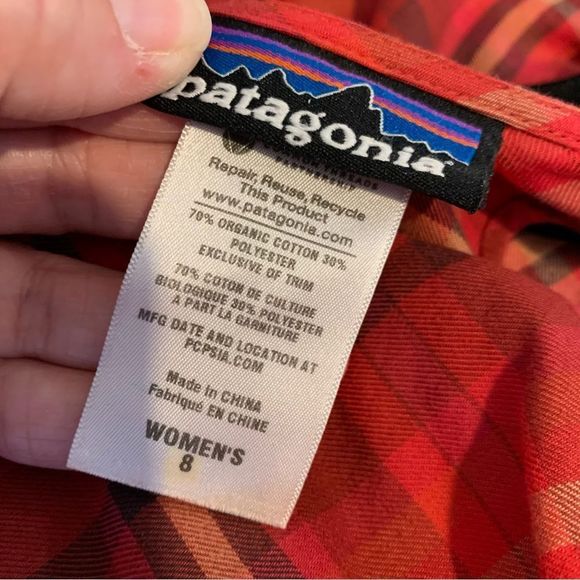 patagonia
Repair, Reuse, Recycle
This Product
www.patagonia.com
70% ORGANIC COTTON 30%
POLYESTER
EXCLUSIVE OF TRIM
70% COTON DE CULTURE
BIOLOGIQUE 30% POLYESTER
A PART LA GARNITURE
MFG DATE AND LOCATION AT
PCPSIA.COM
Made in CHINA
Fabriqué EN CHINE
WOMEN'S
8